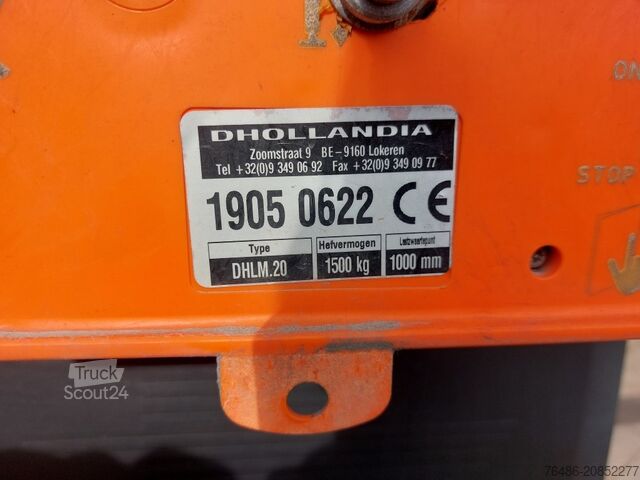 ON
STOP
DHOLLANDIA
Zoomstraat 9 BE-9160 Lokeren
Tel +32(0)9 349 06 92 Fax +32(0)9 349 09 77
1905 0622 CE
Type Hefvermogen Lastzwaartepunt
DHLM.20 1500 kg 1000 mm
Truck
Scout24
76486-20852277